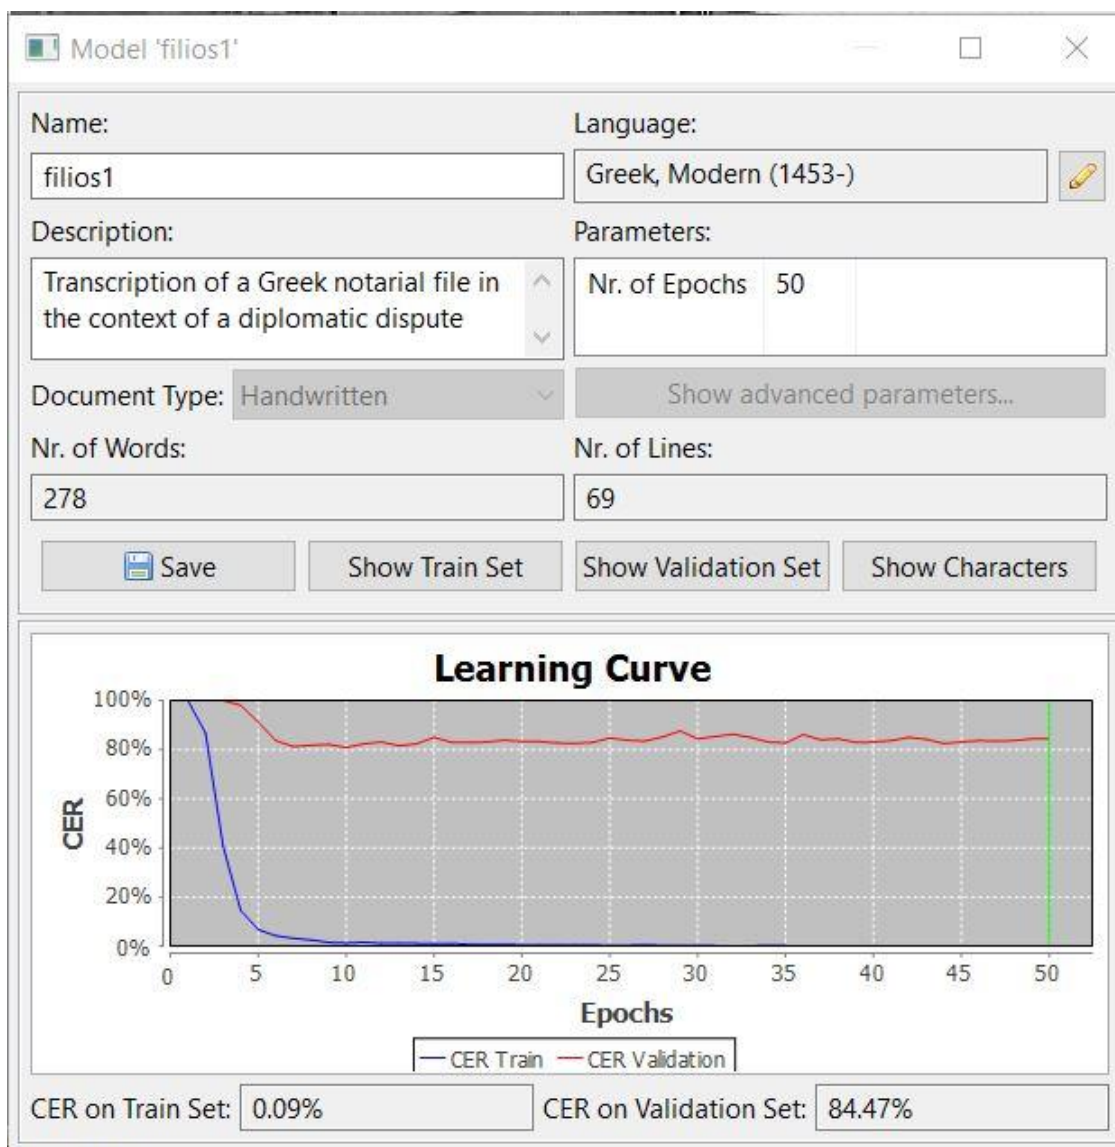 Model 'filios1'
Name:
Language:
filios1
Greek, Modern (1453-)
Description:
Parameters:
Transcription of a Greek notarial file in
the context of a diplomatic dispute
Nr. of Epochs 50
Document Type: Handwritten
Show advanced parameters...
Nr. of Words:
Nr. of Lines:
278
69
Save
Show Train Set
Show Validation Set
Show Characters
Learning Curve
100%
80%
60%
40%
20%
0%
CER
0 5 10 15 20 25 30 35 40 45 50
Epochs
CER Train CER Validation
CER on Train Set: 0.09%
CER on Validation Set: 84.47%